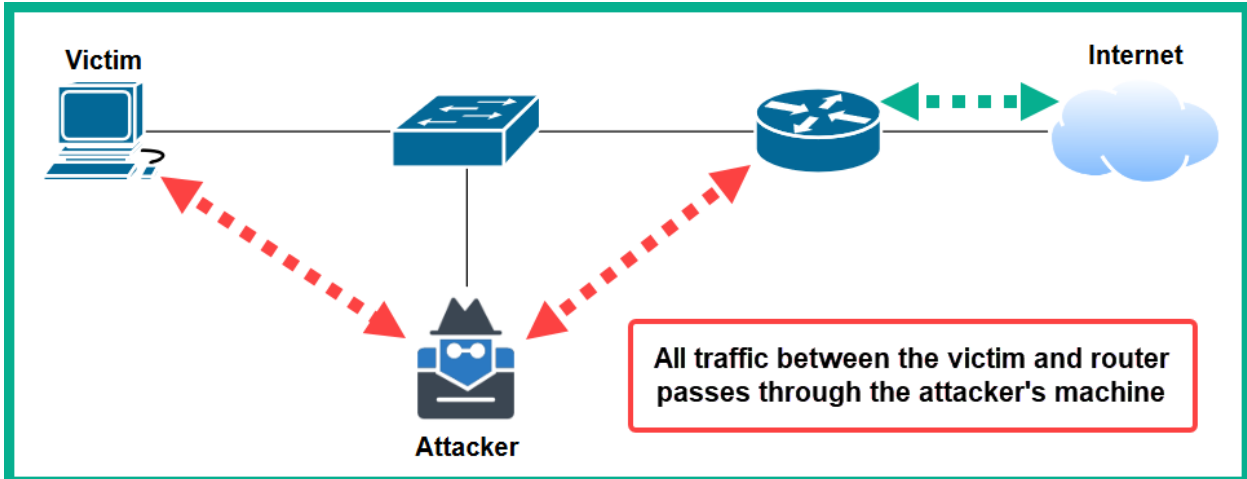 Victim
Internet
All traffic between the victim and router
passes through the attacker's machine
Attacker